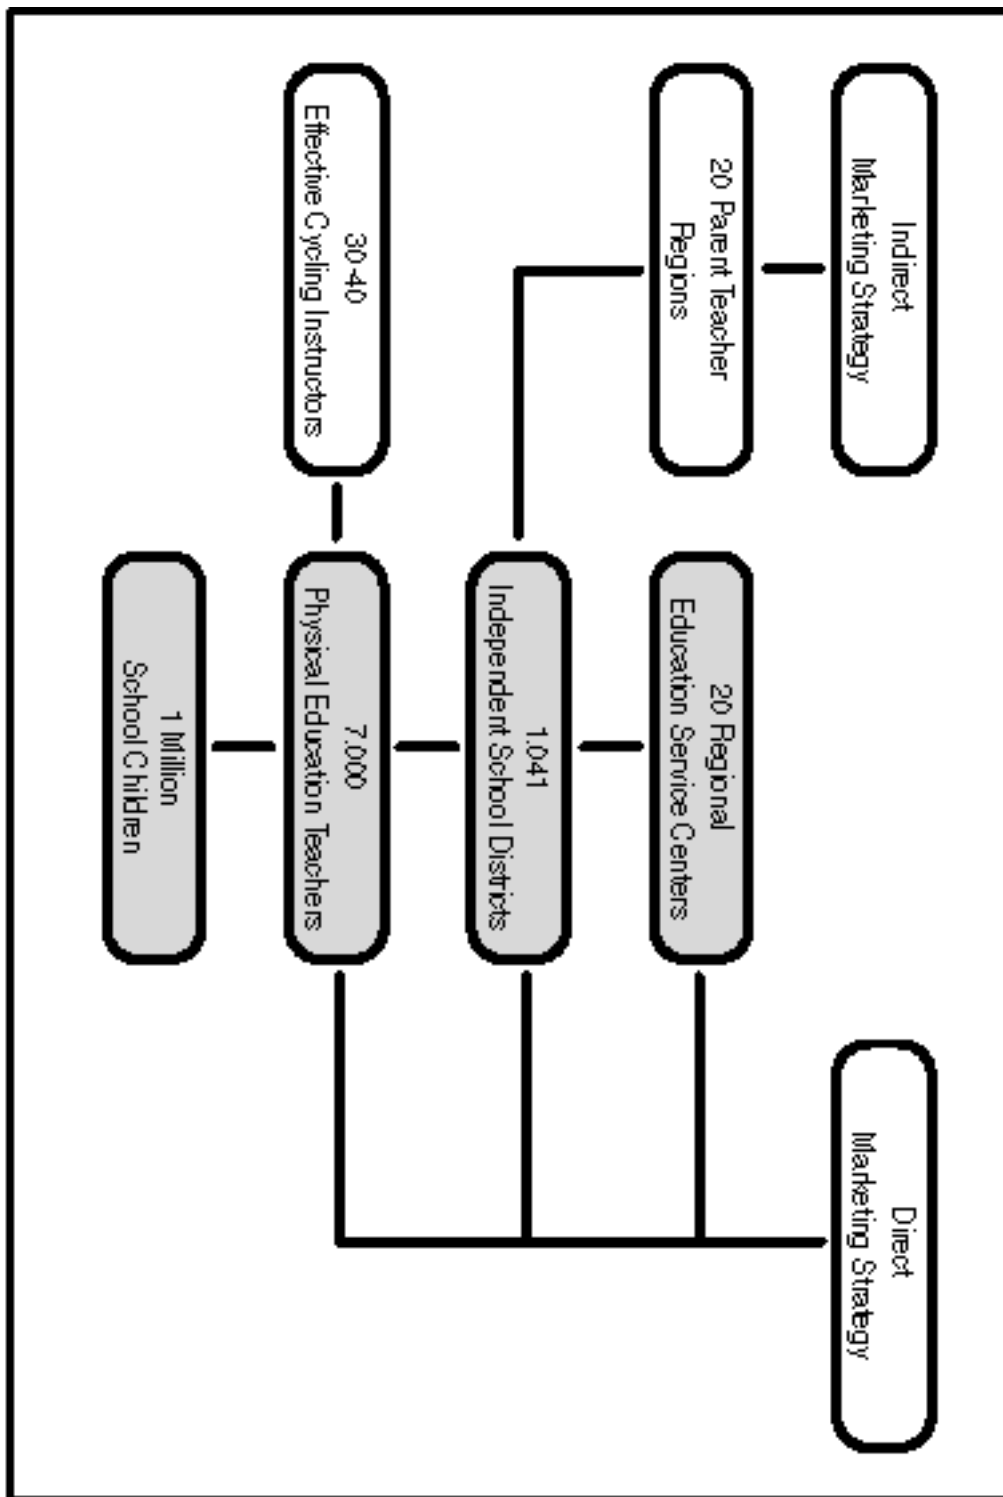 Indirect
Marketing Strategy
Direct
Marketing Strategy
20 Parent Teacher
Regions
20 Regional
Education Service Centers
1.041
Independent School Districts
30-40
Effective Cycling Instructors
7.000
Physical Education Teachers
1 Million
School Children